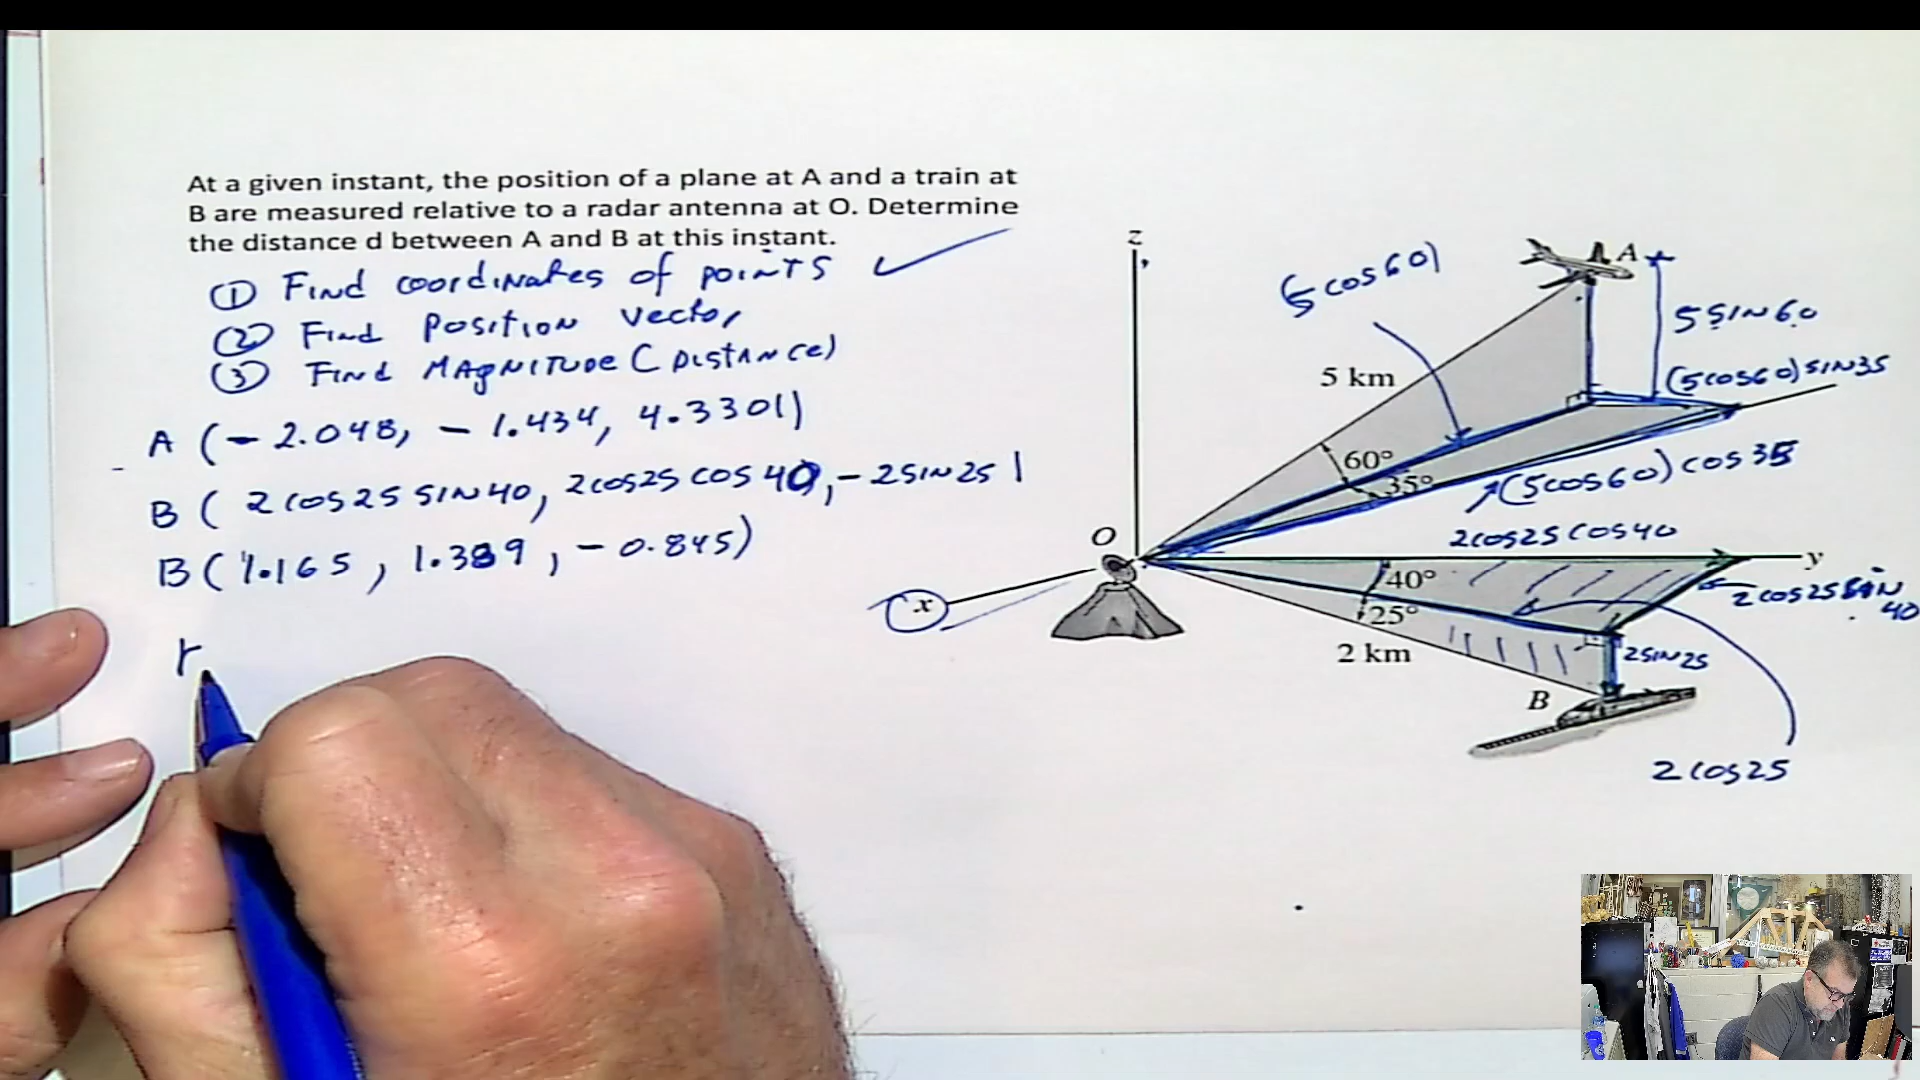 At a given instant, the position of a plane at A and a train at
B are measured relative to a radar antenna at O. Determine
the distance d between A and B at this instant.
① Find coordinates of points ✓
② Find Position Vector
③ Find MAGNITUDE (DISTANCE)
A (-2.048, -1.434, 4.3301)
B ( 2cos25 SIN40, 2cos25 cos40, -2SIN25 )
B (1.165, 1.389, -0.845)
r
z
A
(5cos60)
5SIN60
5 km
(5cos60)SIN35
60°
35°
(5cos60)cos35
O
2cos25cos40
y
40°
x
25°
2cos25SIN
40
2 km
2SIN25
B
2cos25